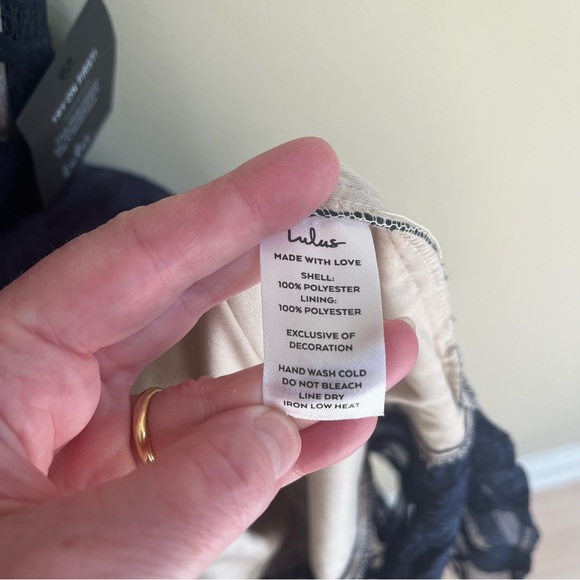 Lulus
MADE WITH LOVE
SHELL:
100% POLYESTER
LINING:
100% POLYESTER
EXCLUSIVE OF
DECORATION
HAND WASH COLD
DO NOT BLEACH
LINE DRY
IRON LOW HEAT